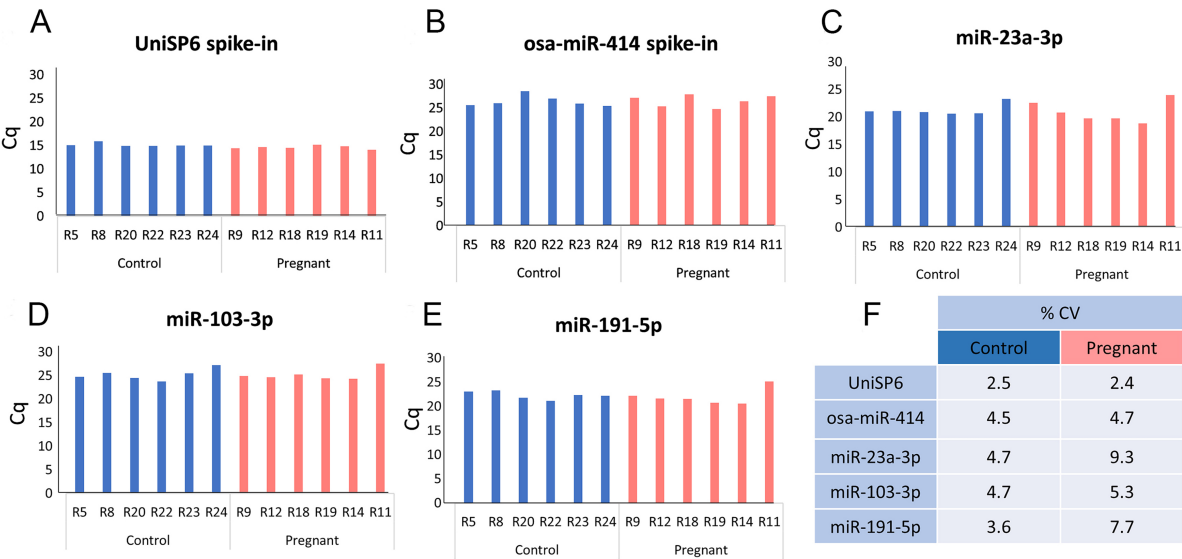 A
UniSP6 spike-in
30
25
20
15
10
5
0
Cq
R5 R8 R20 R22 R23 R24 R9 R12 R18 R19 R14 R11
Control Pregnant
B
osa-miR-414 spike-in
30
25
20
15
10
5
0
Cq
R5 R8 R20 R22 R23 R24 R9 R12 R18 R19 R14 R11
Control Pregnant
C
miR-23a-3p
30
25
20
15
10
5
0
Cq
R5 R8 R20 R22 R23 R24 R9 R12 R18 R19 R14 R11
Control Pregnant
D
miR-103-3p
30
25
20
15
10
5
0
Cq
R5 R8 R20 R22 R23 R24 R9 R12 R18 R19 R14 R11
Control Pregnant
E
miR-191-5p
30
25
20
15
10
5
0
Cq
R5 R8 R20 R22 R23 R24 R9 R12 R18 R19 R14 R11
Control Pregnant
F
% CV
Control Pregnant
UniSP6 2.5 2.4
osa-miR-414 4.5 4.7
miR-23a-3p 4.7 9.3
miR-103-3p 4.7 5.3
miR-191-5p 3.6 7.7